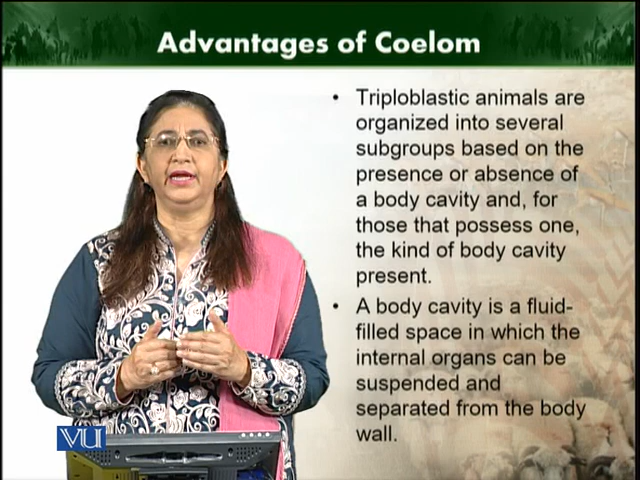 Advantages of Coelom
• Triploblastic animals are
organized into several
subgroups based on the
presence or absence of
a body cavity and, for
those that possess one,
the kind of body cavity
present.
• A body cavity is a fluid-
filled space in which the
internal organs can be
suspended and
separated from the body
wall.
VU